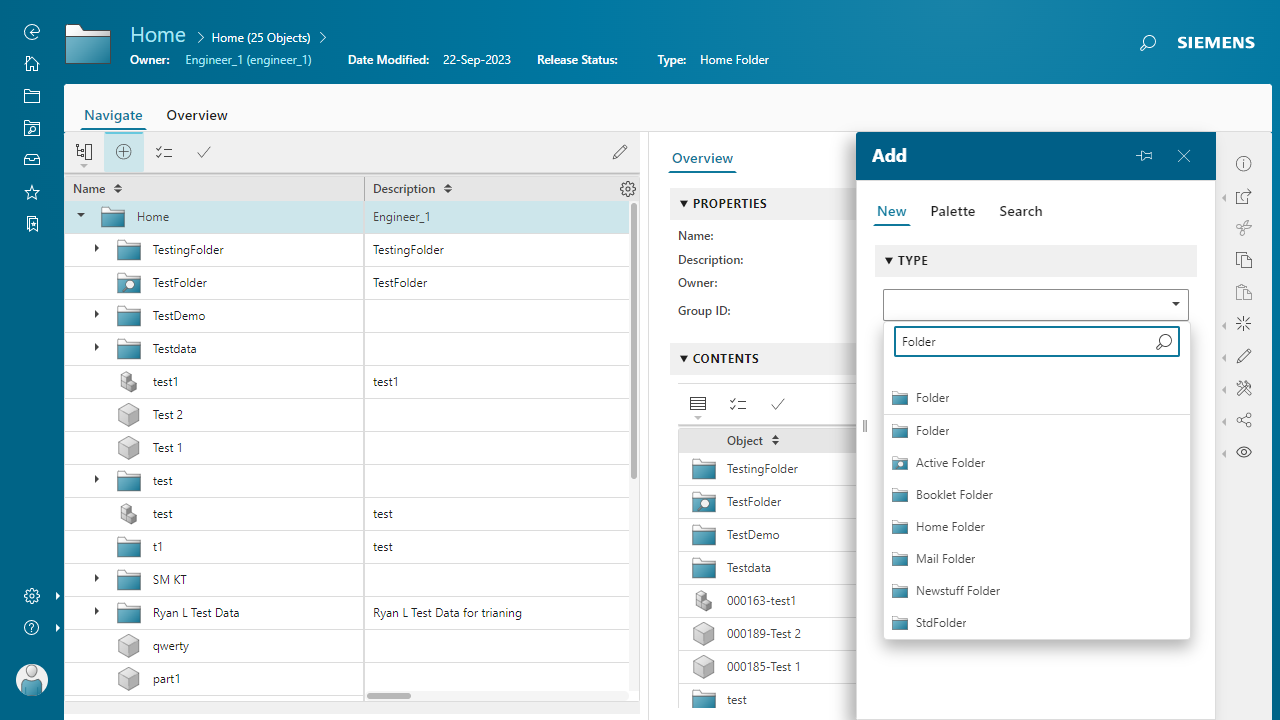 Home
Home (25 Objects)
Owner: Engineer_1 (engineer_1) Date Modified: 22-Sep-2023 Release Status: Type: Home Folder
SIEMENS
Navigate Overview
Name Description
Home Engineer_1
TestingFolder TestingFolder
TestFolder TestFolder
TestDemo
Testdata
test1 test1
Test 2
Test 1
test
test test
t1 test
SM KT
Ryan L Test Data Ryan L Test Data for trianing
qwerty
part1
Overview
PROPERTIES
Name:
Description:
Owner:
Group ID:
CONTENTS
Object
TestingFolder
TestFolder
TestDemo
Testdata
000163-test1
000189-Test 2
000185-Test 1
test
Add
New Palette Search
TYPE
Folder
Folder
Folder
Active Folder
Booklet Folder
Home Folder
Mail Folder
Newstuff Folder
StdFolder